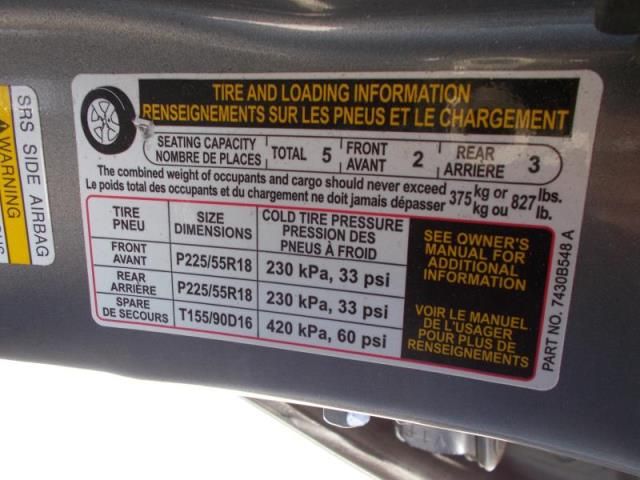 SRS SIDE AIRBAG
WARNING
TIRE AND LOADING INFORMATION
RENSEIGNEMENTS SUR LES PNEUS ET LE CHARGEMENT
SEATING CAPACITY
NOMBRE DE PLACES
TOTAL 5
FRONT
AVANT
2
REAR
ARRIÈRE
3
The combined weight of occupants and cargo should never exceed 375 kg or 827 lbs.
Le poids total des occupants et du chargement ne doit jamais dépasser kg ou lb.
TIRE
PNEU
SIZE
DIMENSIONS
COLD TIRE PRESSURE
PRESSION DES
PNEUS À FROID
FRONT
AVANT
P225/55R18
230 kPa, 33 psi
REAR
ARRIÈRE
P225/55R18
230 kPa, 33 psi
SPARE
DE SECOURS
T155/90D16
420 kPa, 60 psi
SEE OWNER'S
MANUAL FOR
ADDITIONAL
INFORMATION
VOIR LE MANUEL
DE L'USAGER
POUR PLUS DE
RENSEIGNEMENTS
PART NO. 7430B548 A